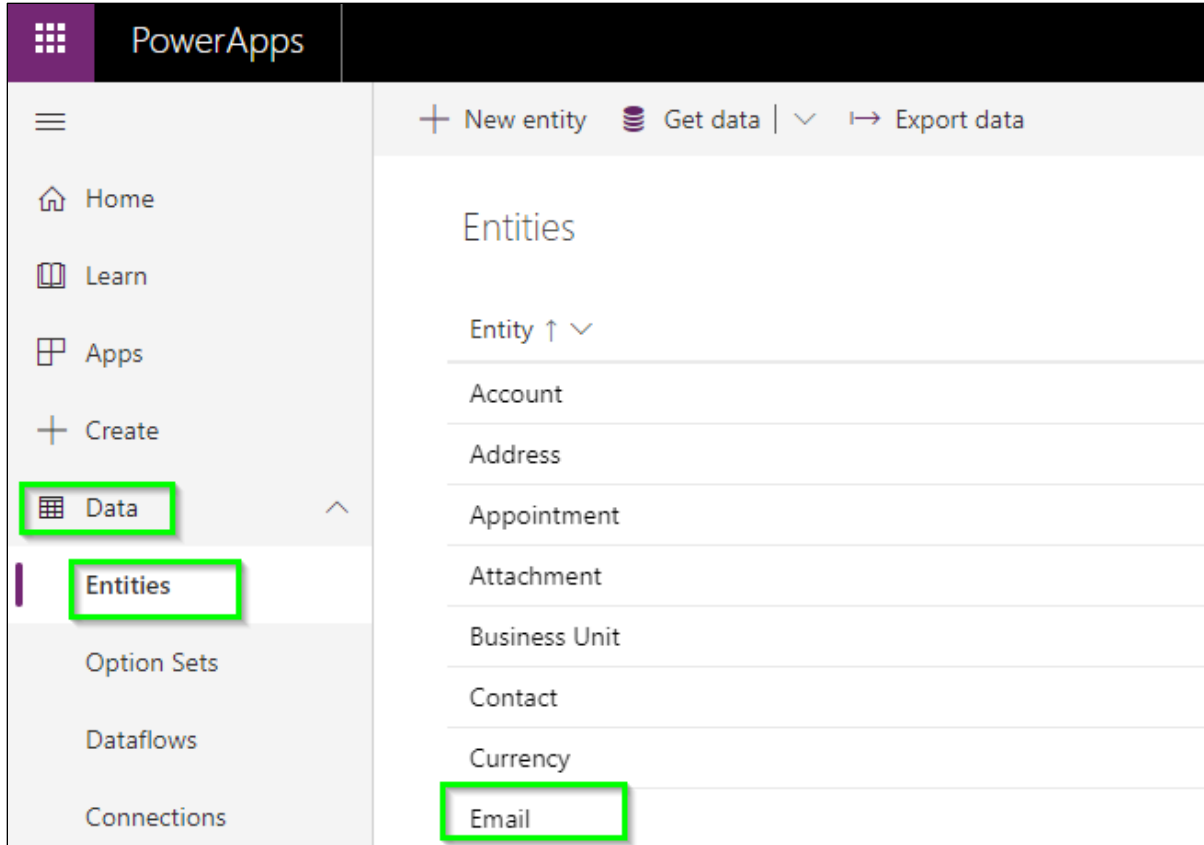 PowerApps
New entity Get data Export data
Home
Learn
Apps
Create
Data
Entities
Option Sets
Dataflows
Connections
Entities
Entity
Account
Address
Appointment
Attachment
Business Unit
Contact
Currency
Email